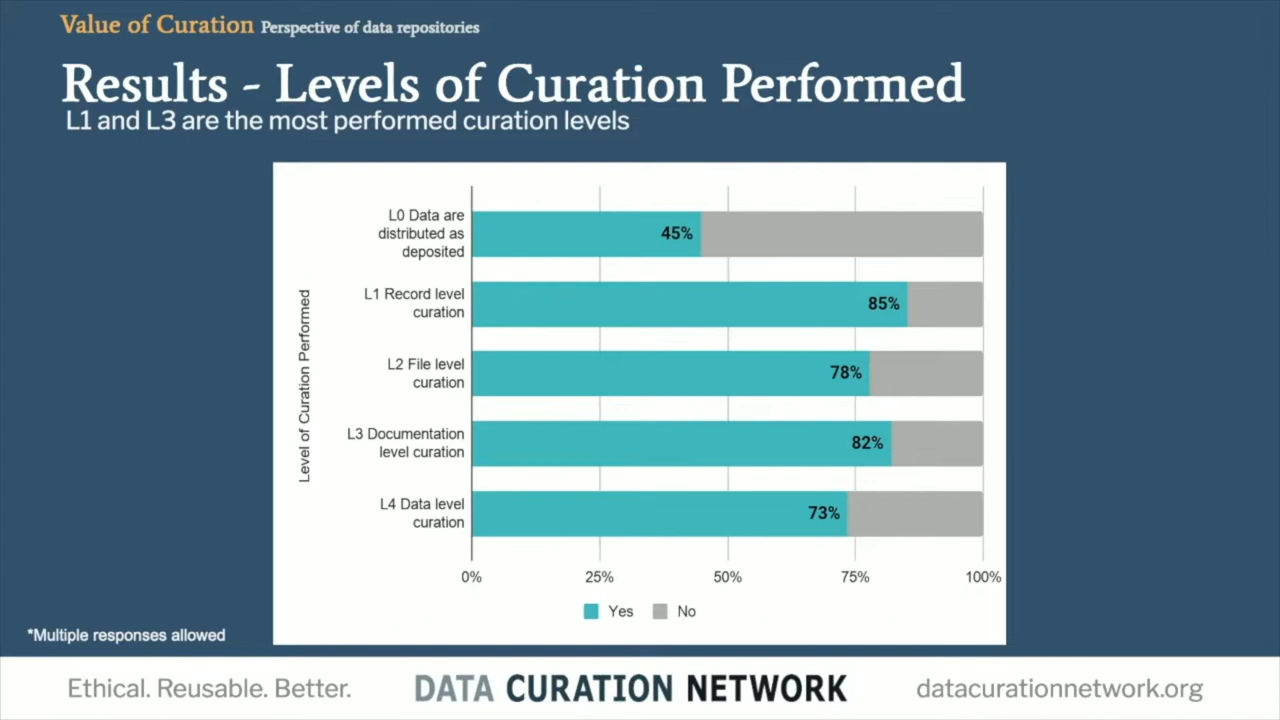 Value of Curation Perspective of data repositories
Results - Levels of Curation Performed
L1 and L3 are the most performed curation levels
Level of Curation Performed
L0 Data are
distributed as
deposited
45%
L1 Record level
curation
85%
L2 File level
curation
78%
L3 Documentation
level curation
82%
L4 Data level
curation
73%
0% 25% 50% 75% 100%
Yes No
*Multiple responses allowed
Ethical. Reusable. Better. DATA CURATION NETWORK datacurationnetwork.org